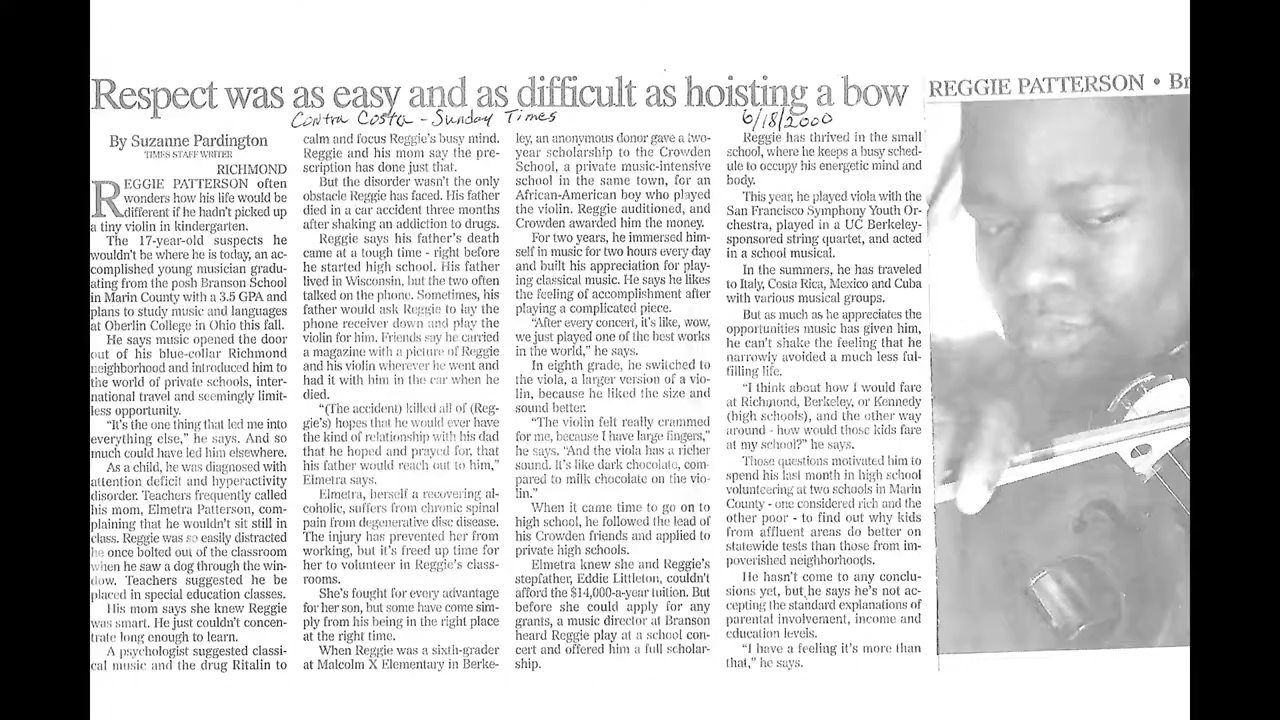 Respect was as easy and as difficult as hoisting a bow
REGGIE PATTERSON • Br
Contra Costa - Sunday Times
6/18/2000
By Suzanne Pardington
TIMES STAFF WRITER
RICHMOND
REGGIE PATTERSON often
wonders how his life would be
different if he hadn't picked up
a tiny violin in kindergarten.
The 17-year-old suspects he
wouldn't be where he is today, an ac-
complished young musician gradu-
ating from the posh Branson School
in Marin County with a 3.5 GPA and
plans to study music and languages
at Oberlin College in Ohio this fall.
He says music opened the door
out of his blue-collar Richmond
neighborhood and introduced him to
the world of private schools, inter-
national travel and seemingly limit-
less opportunity.
"It's the one thing that led me into
everything else," he says. And so
much could have led him elsewhere.
As a child, he was diagnosed with
attention deficit and hyperactivity
disorder. Teachers frequently called
his mom, Elmetra Patterson, com-
plaining that he wouldn't sit still in
class. Reggie was so easily distracted
he once bolted out of the classroom
when he saw a dog through the win-
dow. Teachers suggested he be
placed in special education classes.
His mom says she knew Reggie
was smart. He just couldn't concen-
trate long enough to learn.
A psychologist suggested classi-
cal music and the drug Ritalin to
calm and focus Reggie's busy mind.
Reggie and his mom say the pre-
scription has done just that.
But the disorder wasn't the only
obstacle Reggie has faced. His father
died in a car accident three months
after shaking an addiction to drugs.
Reggie says his father's death
came at a tough time - right before
he started high school. His father
lived in Wisconsin, but the two often
talked on the phone. Sometimes, his
father would ask Reggie to lay the
phone receiver down and play the
violin for him. Friends say he carried
a magazine with a picture of Reggie
and his violin wherever he went and
had it with him in the car when he
died.
"(The accident) killed all of (Reg-
gie's) hopes that he would ever have
the kind of relationship with his dad
that he hoped and prayed for, that
his father would reach out to him,"
Elmetra says.
Elmetra, herself a recovering al-
coholic, suffers from chronic spinal
pain from degenerative disc disease.
The injury has prevented her from
working, but it's freed up time for
her to volunteer in Reggie's class-
rooms.
She's fought for every advantage
for her son, but some have come sim-
ply from his being in the right place
at the right time.
When Reggie was a sixth-grader
at Malcolm X Elementary in Berke-
ley, an anonymous donor gave a two-
year scholarship to the Crowden
School, a private music-intensive
school in the same town, for an
African-American boy who played
the violin. Reggie auditioned, and
Crowden awarded him the money.
For two years, he immersed him-
self in music for two hours every day
and built his appreciation for play-
ing classical music. He says he likes
the feeling of accomplishment after
playing a complicated piece.
"After every concert, it's like, wow,
we just played one of the best works
in the world," he says.
In eighth grade, he switched to
the viola, a larger version of a vio-
lin, because he liked the size and
sound better.
"The violin felt really crammed
for me, because I have large fingers,"
he says. "And the viola has a richer
sound. It's like dark chocolate, com-
pared to milk chocolate on the vio-
lin."
When it came time to go on to
high school, he followed the lead of
his Crowden friends and applied to
private high schools.
Elmetra knew she and Reggie's
stepfather, Eddie Littleton, couldn't
afford the $14,000-a-year tuition. But
before she could apply for any
grants, a music director at Branson
heard Reggie play at a school con-
cert and offered him a full scholar-
ship.
Reggie has thrived in the small
school, where he keeps a busy sched-
ule to occupy his energetic mind and
body.
This year, he played viola with the
San Francisco Symphony Youth Or-
chestra, played in a UC Berkeley-
sponsored string quartet, and acted
in a school musical.
In the summers, he has traveled
to Italy, Costa Rica, Mexico and Cuba
with various musical groups.
But as much as he appreciates the
opportunities music has given him,
he can't shake the feeling that he
narrowly avoided a much less ful-
filling life.
"I think about how I would fare
at Richmond, Berkeley, or Kennedy
(high schools), and the other way
around - how would those kids fare
at my school?" he says.
Those questions motivated him to
spend his last month in high school
volunteering at two schools in Marin
County - one considered rich and the
other poor - to find out why kids
from affluent areas do better on
statewide tests than those from im-
poverished neighborhoods.
He hasn't come to any conclu-
sions yet, but he says he's not ac-
cepting the standard explanations of
parental involvement, income and
education levels.
"I have a feeling it's more than
that," he says.